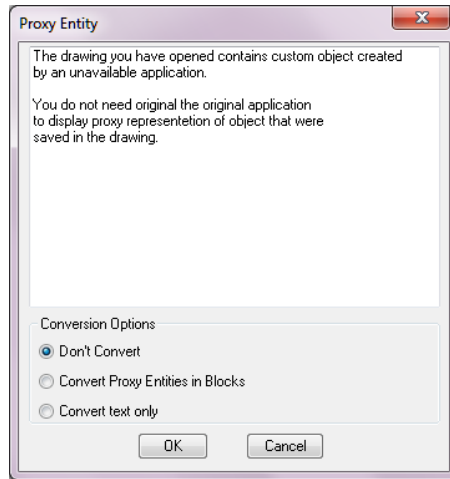 Proxy Entity
The drawing you have opened contains custom object created
by an unavailable application.
You do not need original the original application
to display proxy representetion of object that were
saved in the drawing.
Conversion Options
Don't Convert
Convert Proxy Entities in Blocks
Convert text only
OK Cancel